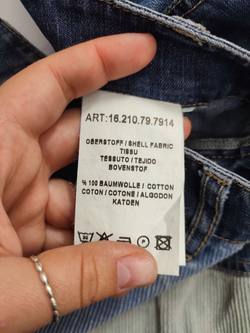 ART:16.210.79.7914
OBERSTOFF/SHELL FABRIC
TISSU
TESSUTO/TEJIDO
BOVENSTOF
% 100 BAUMWOLLE / COTTON
COTON / COTONE / ALGODON
KATOEN